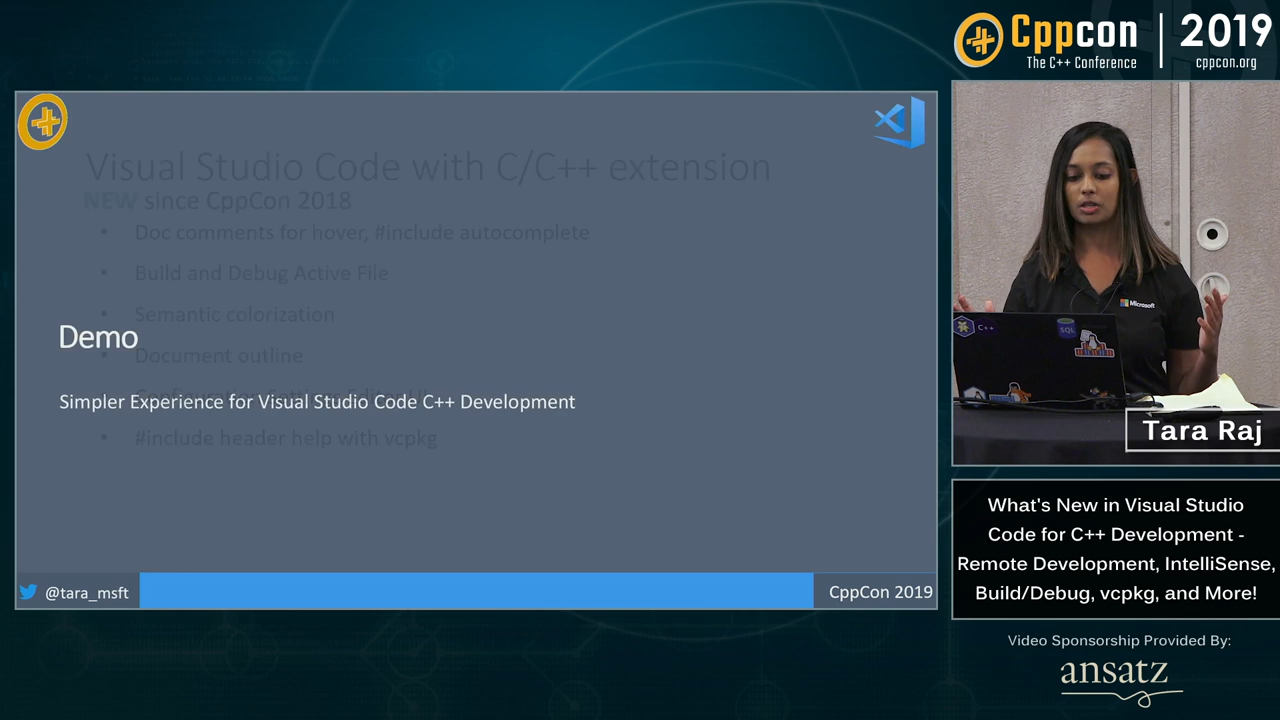 Cppcon | 2019
The C++ Conference
cppcon.org
Visual Studio Code with C/C++ extension
NEW since CppCon 2018
• Doc comments for hover, #include autocomplete
• Build and Debug Active File
• Semantic colorization
Demo
• Document outline
Simpler Experience for Visual Studio Code C++ Development
• #include header help with vcpkg
@tara_msft
CppCon 2019
Microsoft
C++
SQL
Tara Raj
What's New in Visual Studio
Code for C++ Development -
Remote Development, IntelliSense,
Build/Debug, vcpkg, and More!
Video Sponsorship Provided By:
ansatz